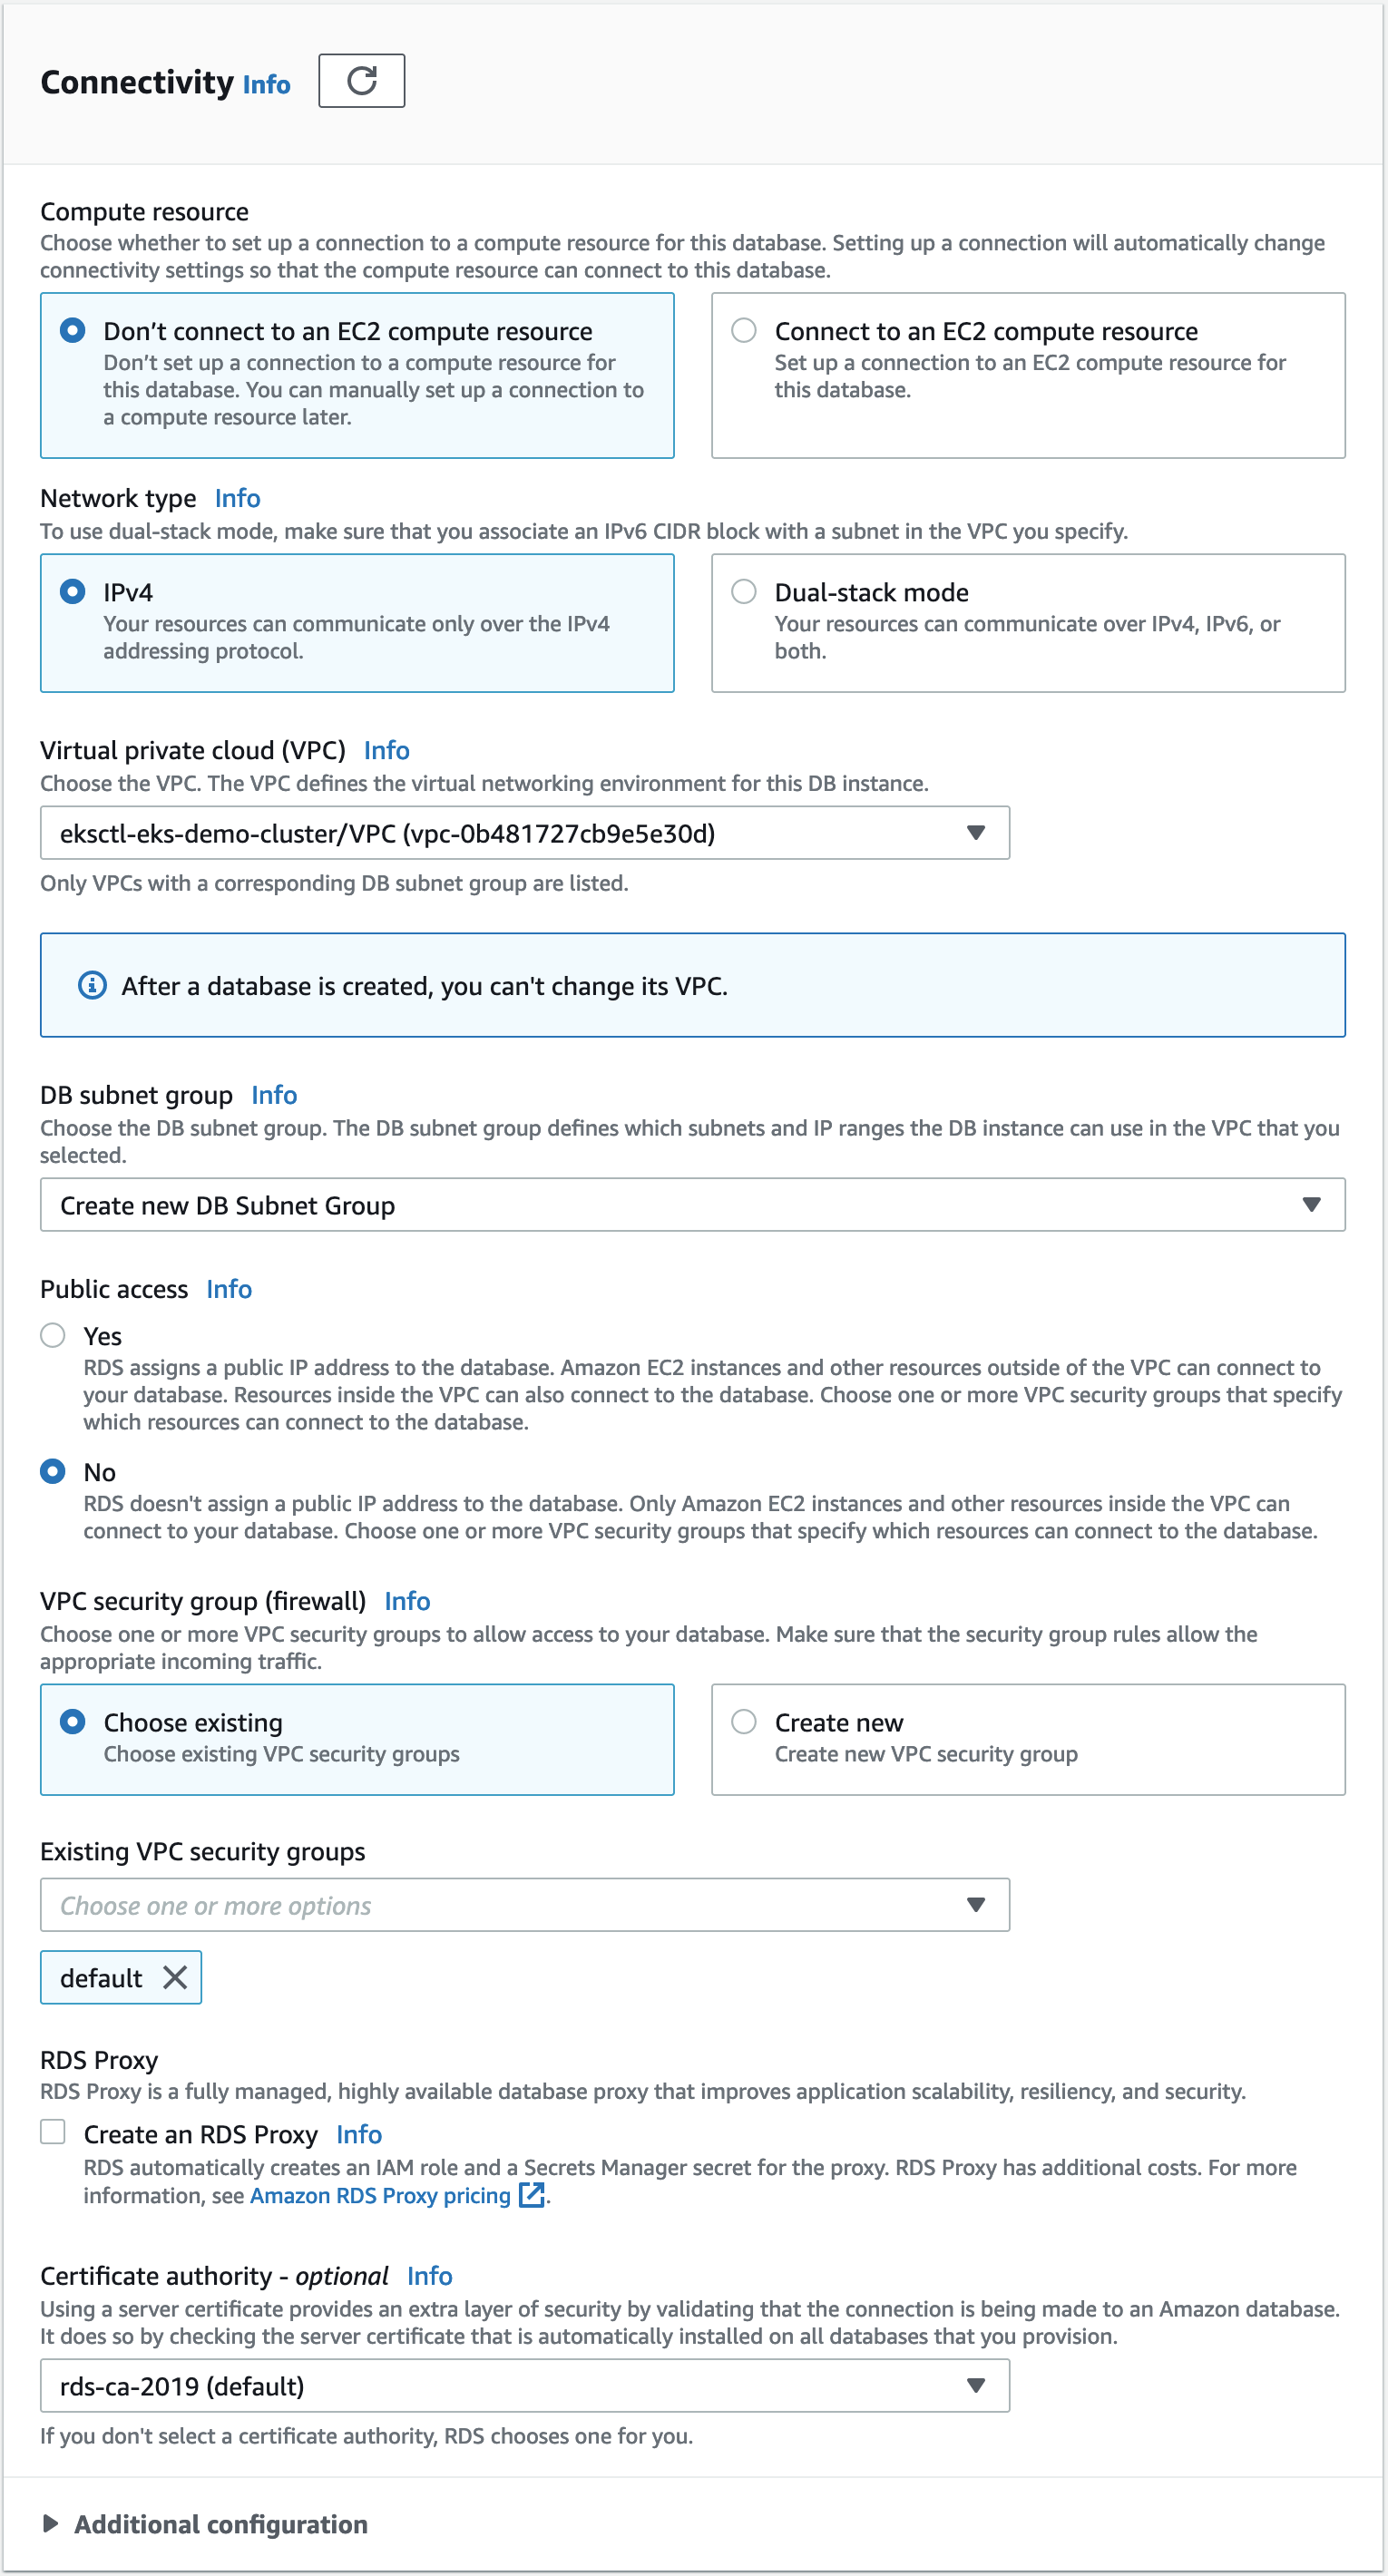 Connectivity Info
Compute resource
Choose whether to set up a connection to a compute resource for this database. Setting up a connection will automatically change
connectivity settings so that the compute resource can connect to this database.
Don’t connect to an EC2 compute resource
Don’t set up a connection to a compute resource for
this database. You can manually set up a connection to
a compute resource later.
Connect to an EC2 compute resource
Set up a connection to an EC2 compute resource for
this database.
Network type Info
To use dual-stack mode, make sure that you associate an IPv6 CIDR block with a subnet in the VPC you specify.
IPv4
Your resources can communicate only over the IPv4
addressing protocol.
Dual-stack mode
Your resources can communicate over IPv4, IPv6, or
both.
Virtual private cloud (VPC) Info
Choose the VPC. The VPC defines the virtual networking environment for this DB instance.
eksctl-eks-demo-cluster/VPC (vpc-0b481727cb9e5e30d)
Only VPCs with a corresponding DB subnet group are listed.
After a database is created, you can't change its VPC.
DB subnet group Info
Choose the DB subnet group. The DB subnet group defines which subnets and IP ranges the DB instance can use in the VPC that you
selected.
Create new DB Subnet Group
Public access Info
Yes
RDS assigns a public IP address to the database. Amazon EC2 instances and other resources outside of the VPC can connect to
your database. Resources inside the VPC can also connect to the database. Choose one or more VPC security groups that specify
which resources can connect to the database.
No
RDS doesn't assign a public IP address to the database. Only Amazon EC2 instances and other resources inside the VPC can
connect to your database. Choose one or more VPC security groups that specify which resources can connect to the database.
VPC security group (firewall) Info
Choose one or more VPC security groups to allow access to your database. Make sure that the security group rules allow the
appropriate incoming traffic.
Choose existing
Choose existing VPC security groups
Create new
Create new VPC security group
Existing VPC security groups
Choose one or more options
default
RDS Proxy
RDS Proxy is a fully managed, highly available database proxy that improves application scalability, resiliency, and security.
Create an RDS Proxy Info
RDS automatically creates an IAM role and a Secrets Manager secret for the proxy. RDS Proxy has additional costs. For more
information, see Amazon RDS Proxy pricing.
Certificate authority - optional Info
Using a server certificate provides an extra layer of security by validating that the connection is being made to an Amazon database.
It does so by checking the server certificate that is automatically installed on all databases that you provision.
rds-ca-2019 (default)
If you don't select a certificate authority, RDS chooses one for you.
Additional configuration